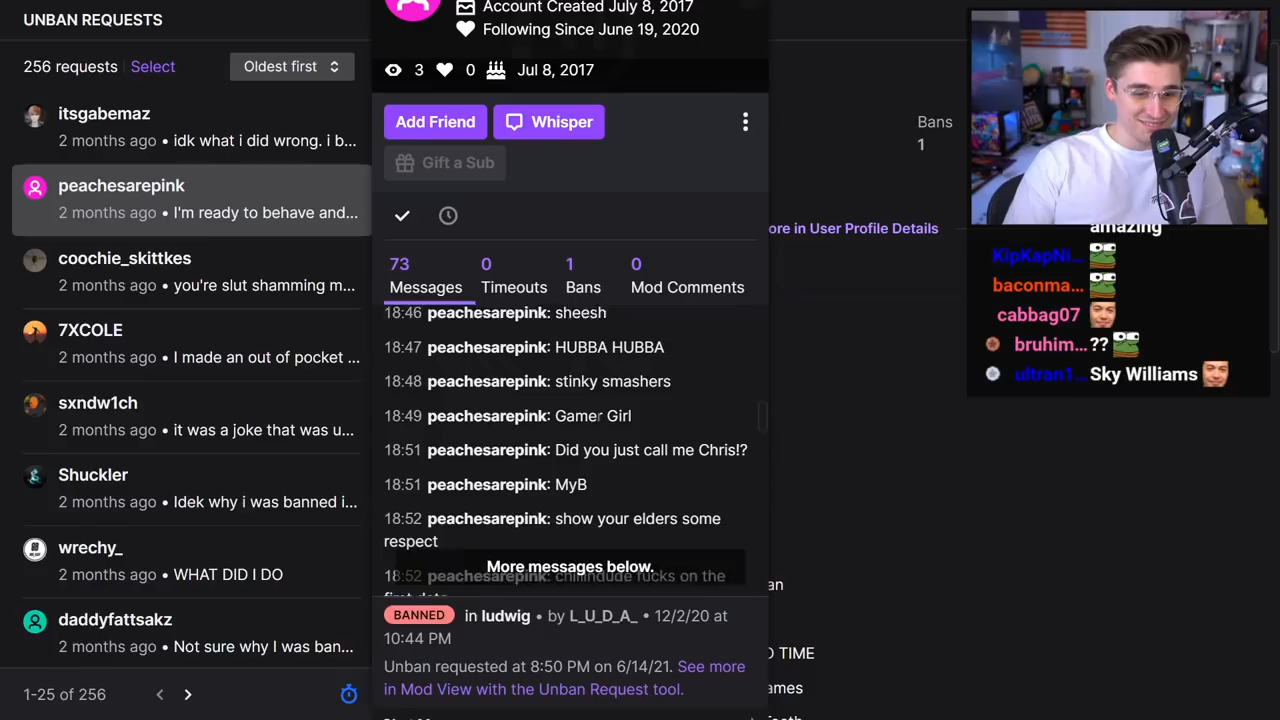 UNBAN REQUESTS
256 requests Select Oldest first
itsgabemaz
2 months ago • idk what i did wrong. i b...
peachesarepink
2 months ago • I'm ready to behave and...
coochie_skittkes
2 months ago • you're slut shamming m...
7XCOLE
2 months ago • I made an out of pocket ...
sxndw1ch
2 months ago • it was a joke that was u...
Shuckler
2 months ago • Idek why i was banned i...
wrechy_
2 months ago • WHAT DID I DO
daddyfattsakz
2 months ago • Not sure why I was ban...
1-25 of 256
Account Created July 8, 2017
Following Since June 19, 2020
3 0 Jul 8, 2017
Add Friend Whisper
Gift a Sub
73 0 1 0
Messages Timeouts Bans Mod Comments
18:46 peachesarepink: sheesh
18:47 peachesarepink: HUBBA HUBBA
18:48 peachesarepink: stinky smashers
18:49 peachesarepink: Gamer Girl
18:51 peachesarepink: Did you just call me Chris!?
18:51 peachesarepink: MyB
18:52 peachesarepink: show your elders some
respect
More messages below.
18:52 peachesarepink: chillindude fucks on the
first date
BANNED in ludwig • by L_U_D_A_ • 12/2/20 at
10:44 PM
Unban requested at 8:50 PM on 6/14/21. See more
in Mod View with the Unban Request tool.
Bans
1
ore in User Profile Details
an
TIME
ames
amazing
KipKapNi...
baconma...
cabbag07
bruhim... ??
ultran1... Sky Williams